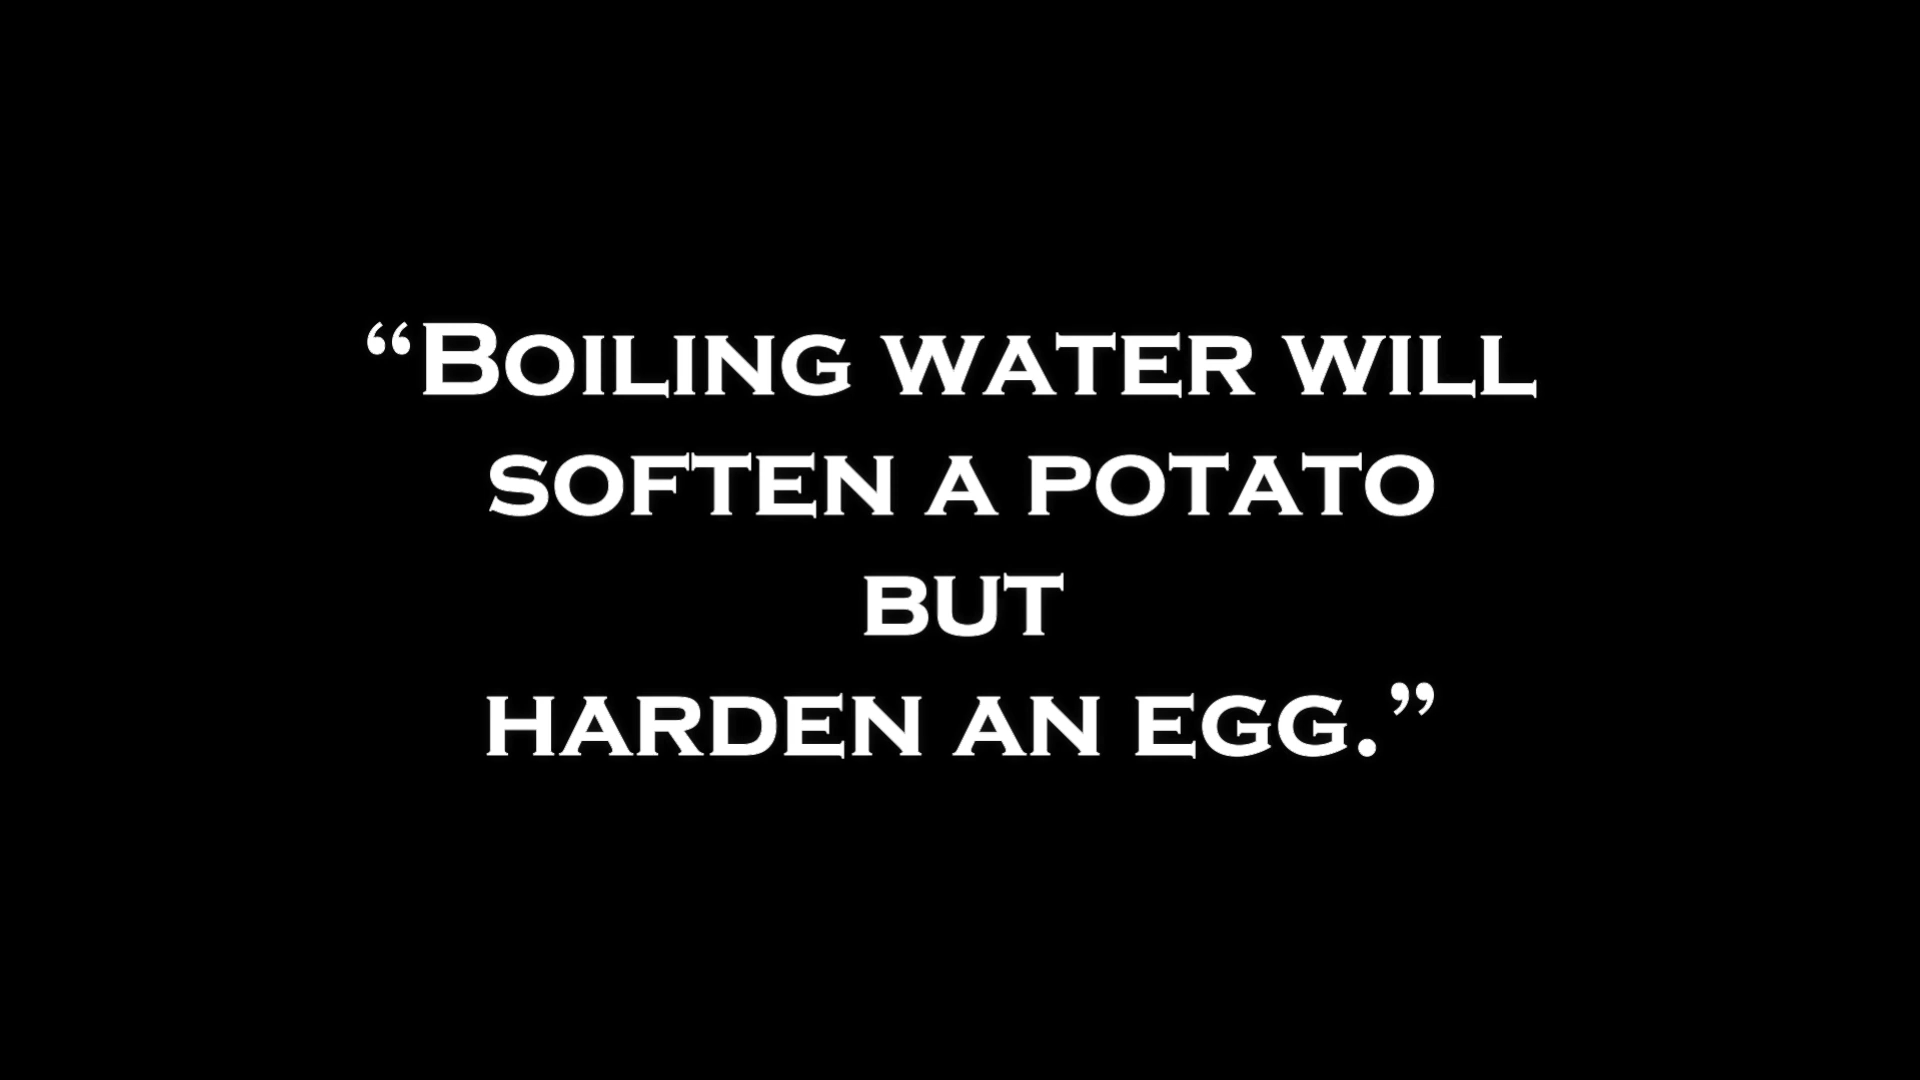 “Boiling water will
soften a potato
but
harden an egg.”